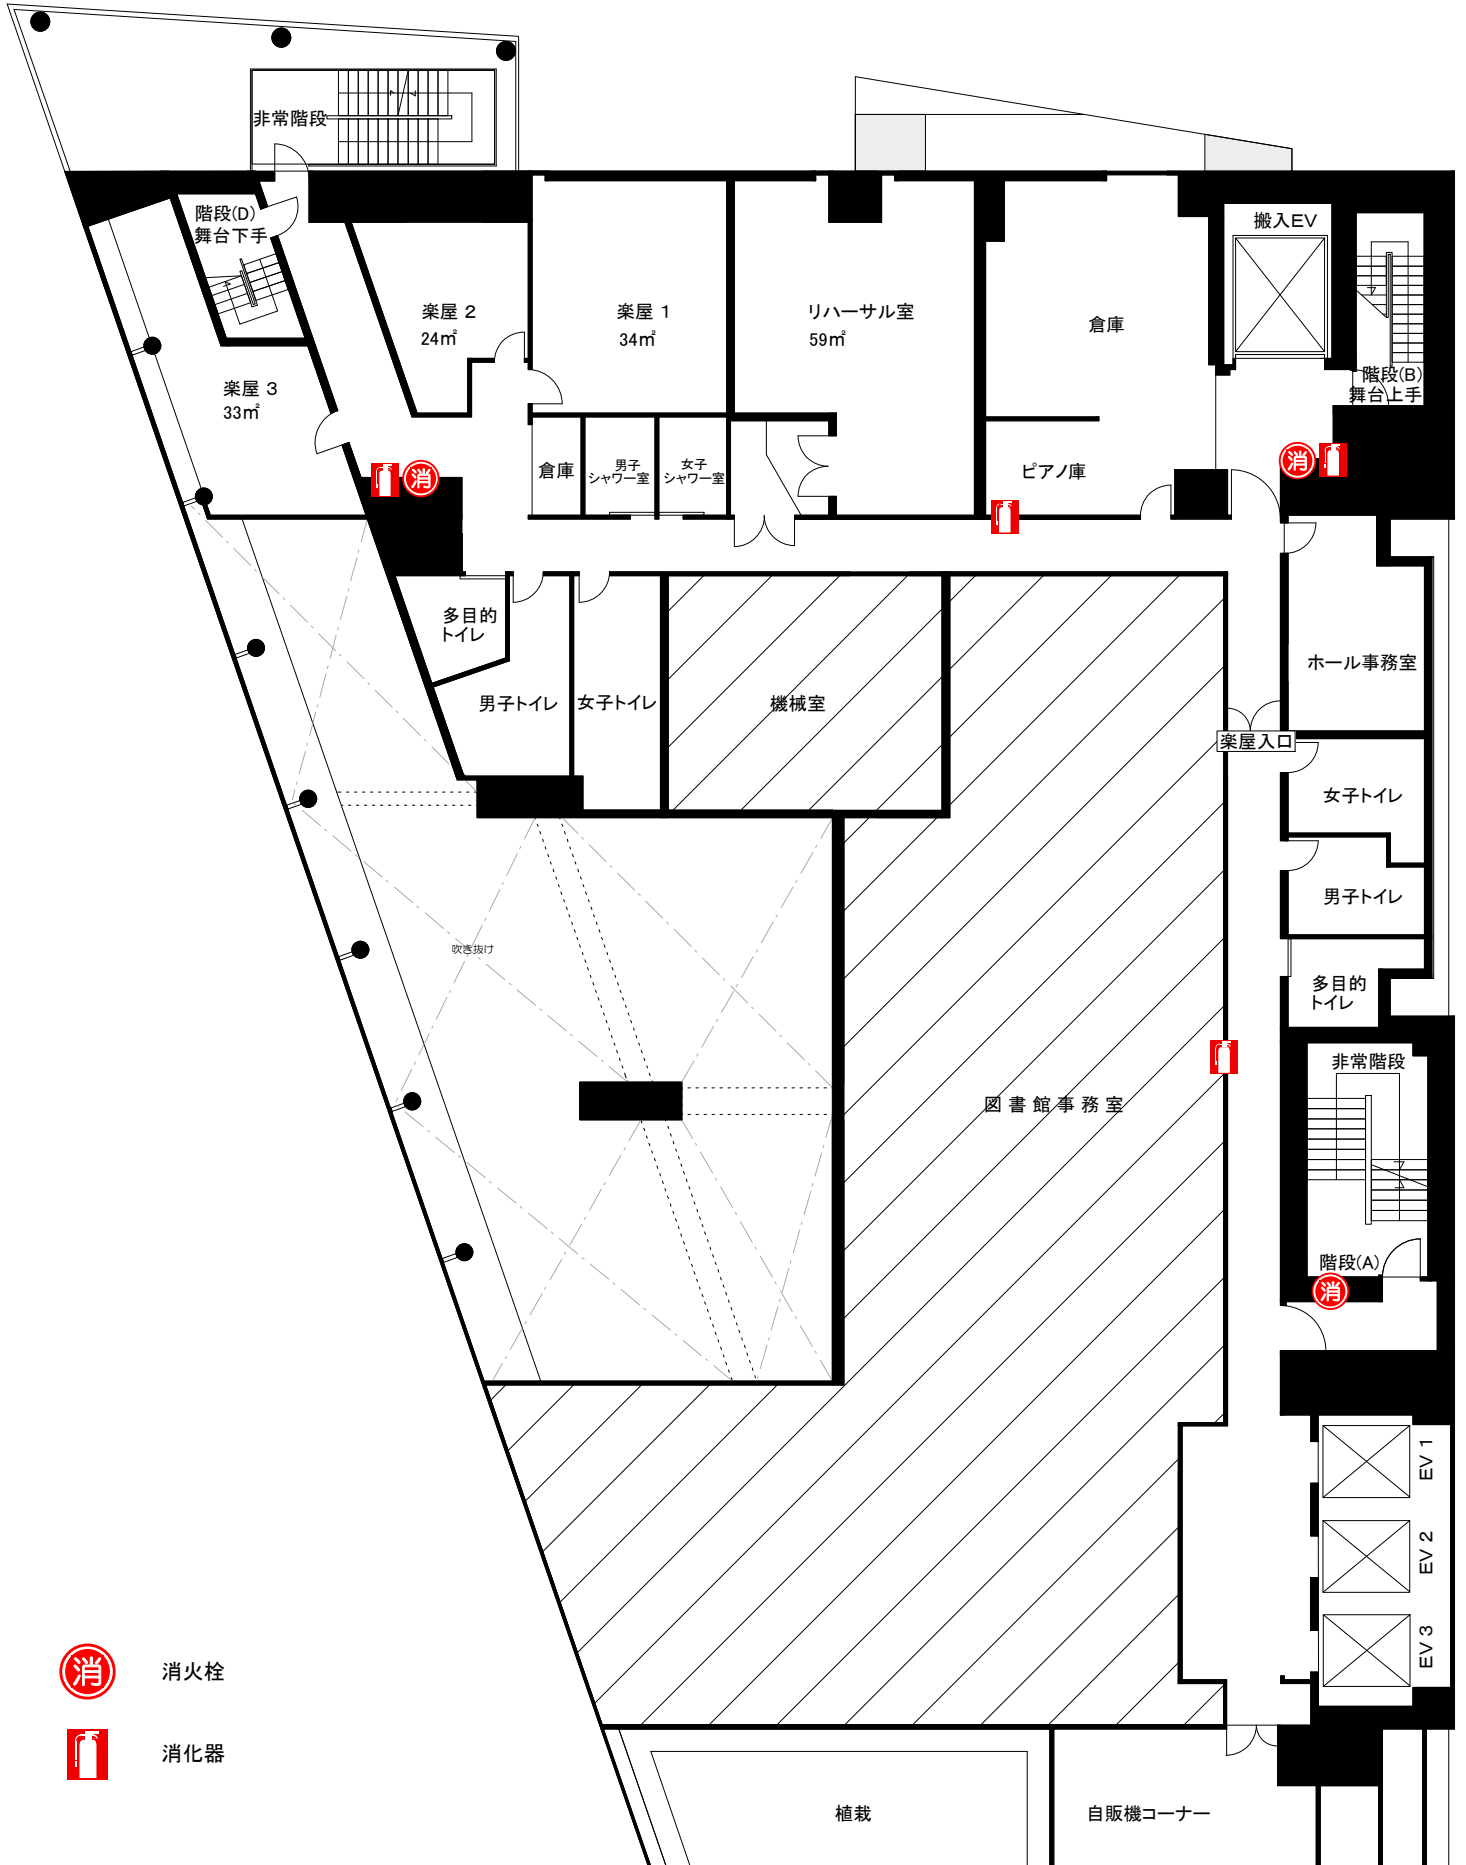 非常階段
階段(D)
舞台下手
搬入EV
楽屋 2
24㎡
楽屋 1
34㎡
リハーサル室
59㎡
倉庫
階段(B)
舞台上手
楽屋 3
33㎡
消
倉庫
男子
シャワー室
女子
シャワー室
ピアノ庫
消
多目的
トイレ
男子トイレ
女子トイレ
機械室
ホール事務室
楽屋入口
女子トイレ
男子トイレ
吹き抜け
多目的
トイレ
非常階段
図書館事務室
階段(A)
消
EV 1
EV 2
EV 3
消 消火栓
消化器
植栽
自販機コーナー